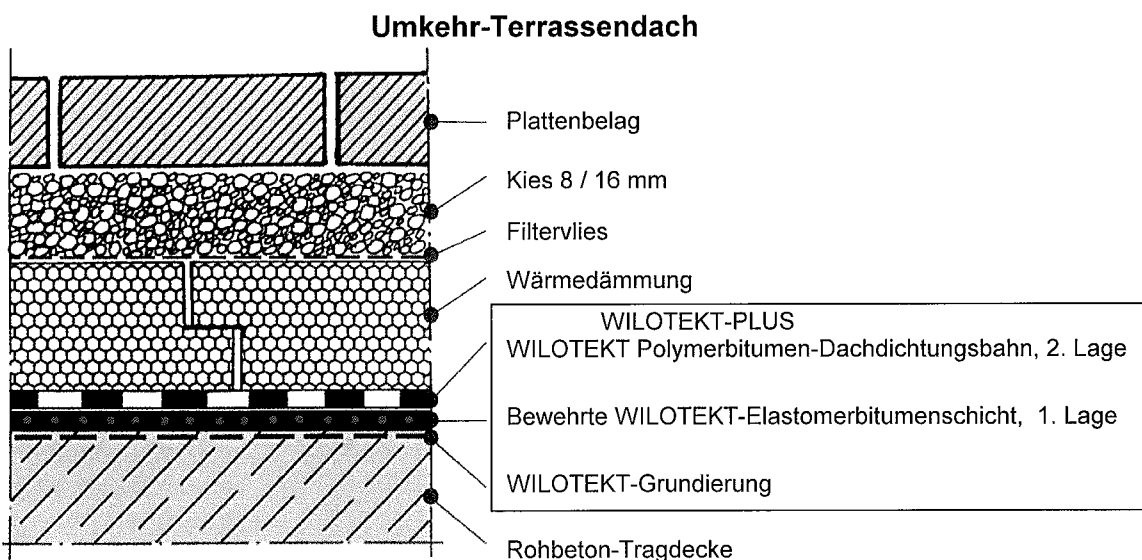 Umkehr-Terrassendach
Plattenbelag
Kies 8 / 16 mm
Filtervlies
Wärmedämmung
WILOTEKT-PLUS
WILOTEKT Polymerbitumen-Dachdichtungsbahn, 2. Lage
Bewehrte WILOTEKT-Elastomerbitumenschicht, 1. Lage
WILOTEKT-Grundierung
Rohbeton-Tragdecke